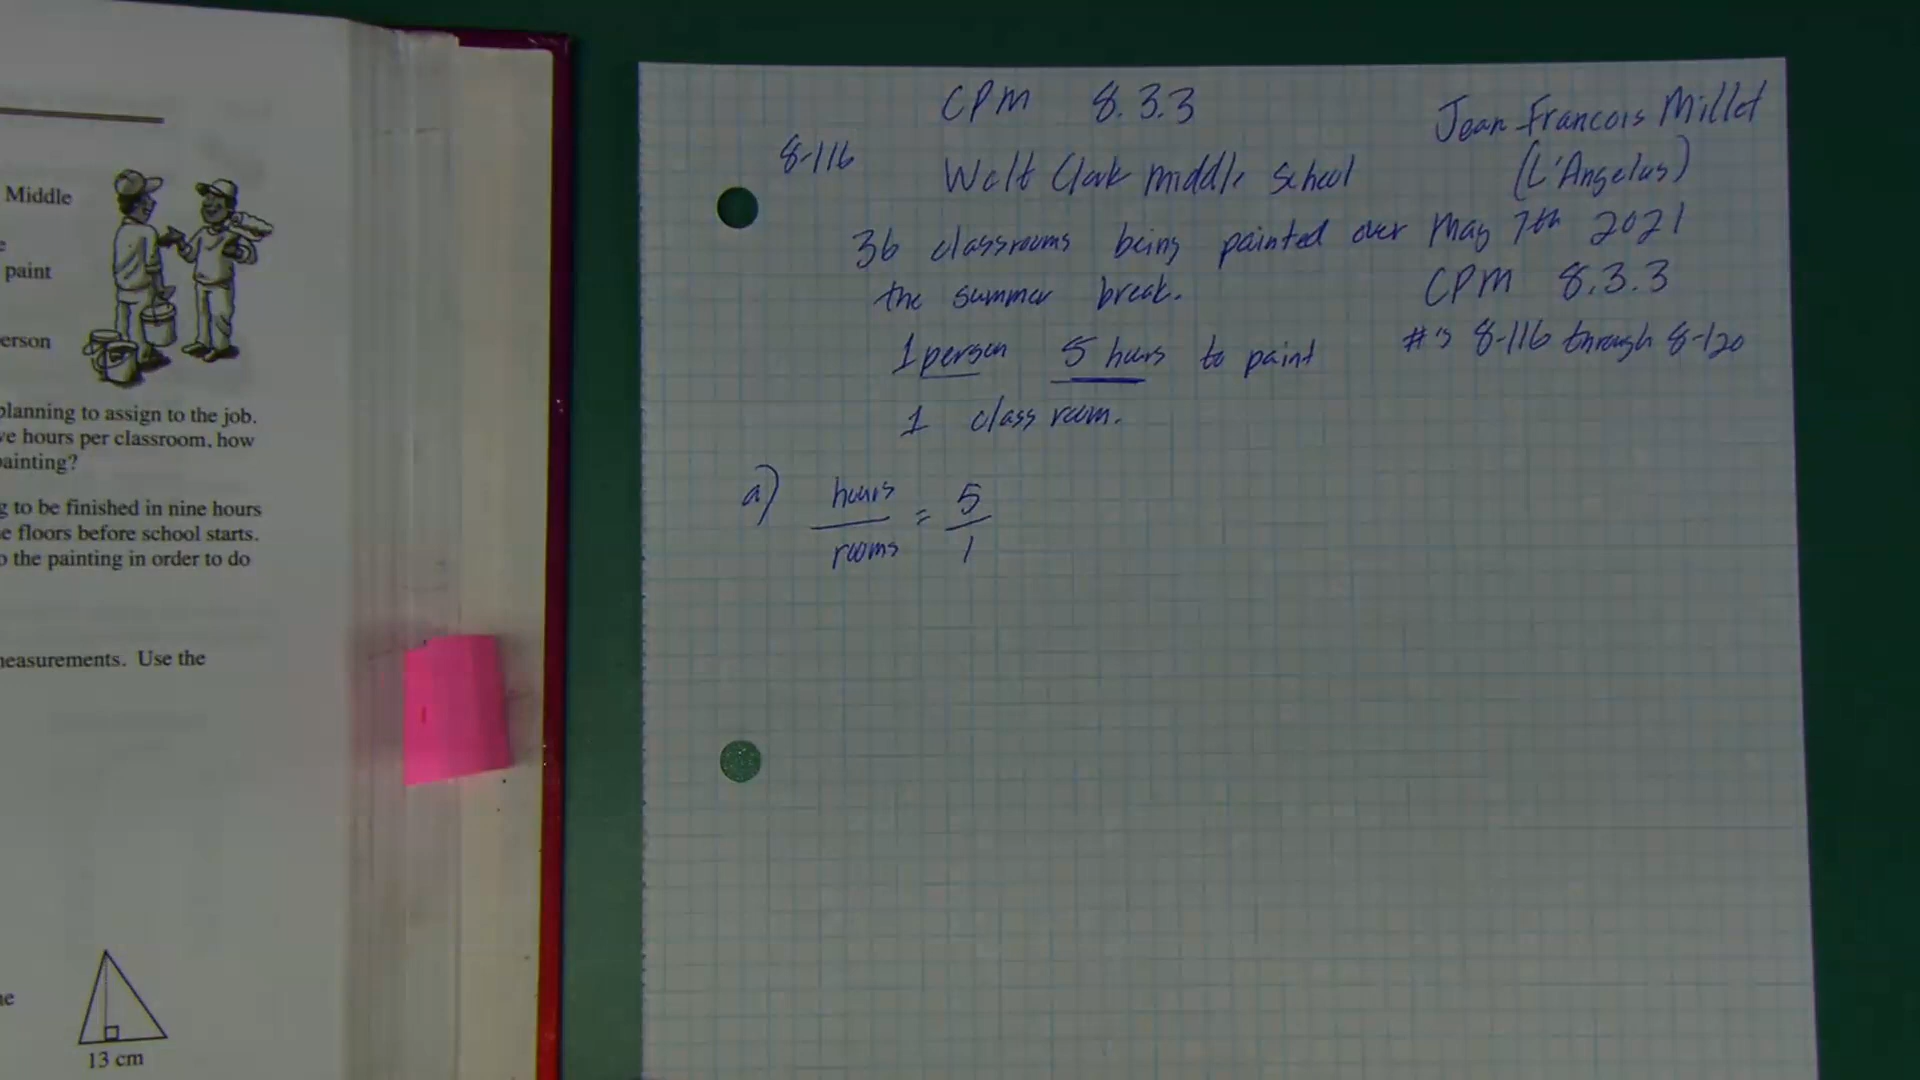 Middle
paint
erson
planning to assign to the job.
ve hours per classroom, how
painting?
g to be finished in nine hours
e floors before school starts.
o the painting in order to do
neasurements. Use the
13 cm
CPM 8.3.3
8-116 Walt Clark Middle School
36 classrooms being painted over
the summer break.
1 person 5 hours to paint
1 class room.
a) hours / rooms = 5 / 1
Jean Francois Millet
(L'Angelus)
May 7th 2021
CPM 8.3.3
#'s 8-116 through 8-120